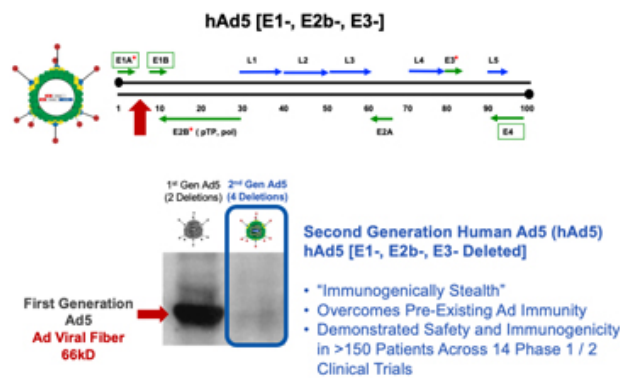 hAd5 [E1-, E2b-, E3-]
E1A* E1B L1 L2 L3 L4 E3* L5
1 10 20 30 40 50 60 70 80 90 100
E2B* ( pTP, pol) E2A E4
1st Gen Ad5
(2 Deletions)
2nd Gen Ad5
(4 Deletions)
First Generation
Ad5
Ad Viral Fiber
66kD
Second Generation Human Ad5 (hAd5)
hAd5 [E1-, E2b-, E3- Deleted]
• "Immunogenically Stealth"
• Overcomes Pre-Existing Ad Immunity
• Demonstrated Safety and Immunogenicity
in >150 Patients Across 14 Phase 1 / 2
Clinical Trials